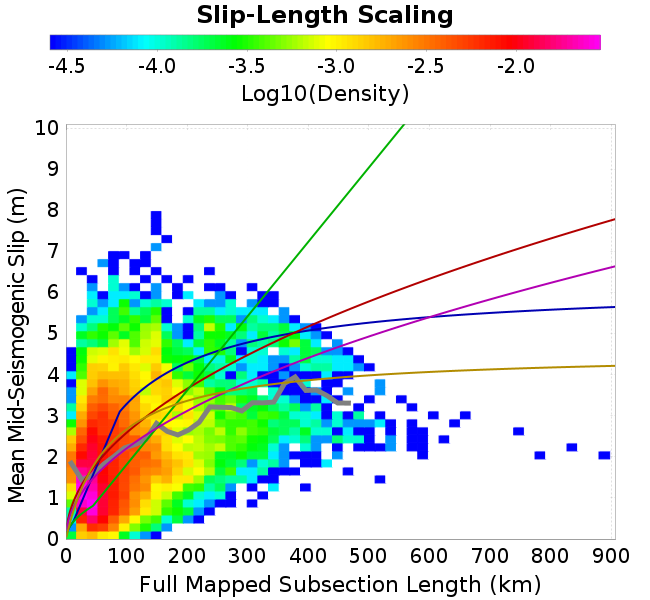 Slip-Length Scaling
-4.5 -4.0 -3.5 -3.0 -2.5 -2.0
Log10(Density)
10
9
8
7
6
5
4
3
2
1
0
Mean Mid-Seismogenic Slip (m)
0 100 200 300 400 500 600 700 800 900
Full Mapped Subsection Length (km)